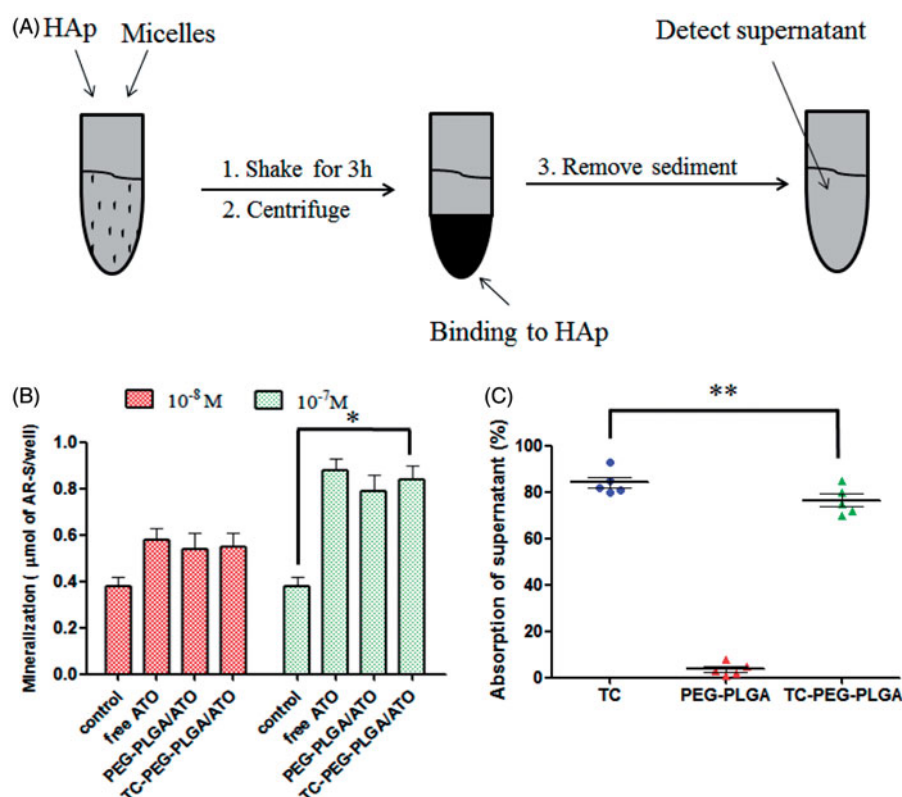 (A)
HAp Micelles
Detect supernatant
1. Shake for 3h
2. Centrifuge
3. Remove sediment
Binding to HAp
(B)
10⁻⁸ M 10⁻⁷M
*
Mineralization ( μmol of AR-S/well)
1.0
0.8
0.6
0.4
0.2
0.0
control
free ATO
PEG-PLGA/ATO
TC-PEG-PLGA/ATO
control
free ATO
PEG-PLGA/ATO
TC-PEG-PLGA/ATO
(C)
**
Absorption of supernatant (%)
100
80
60
40
20
0
TC PEG-PLGA TC-PEG-PLGA